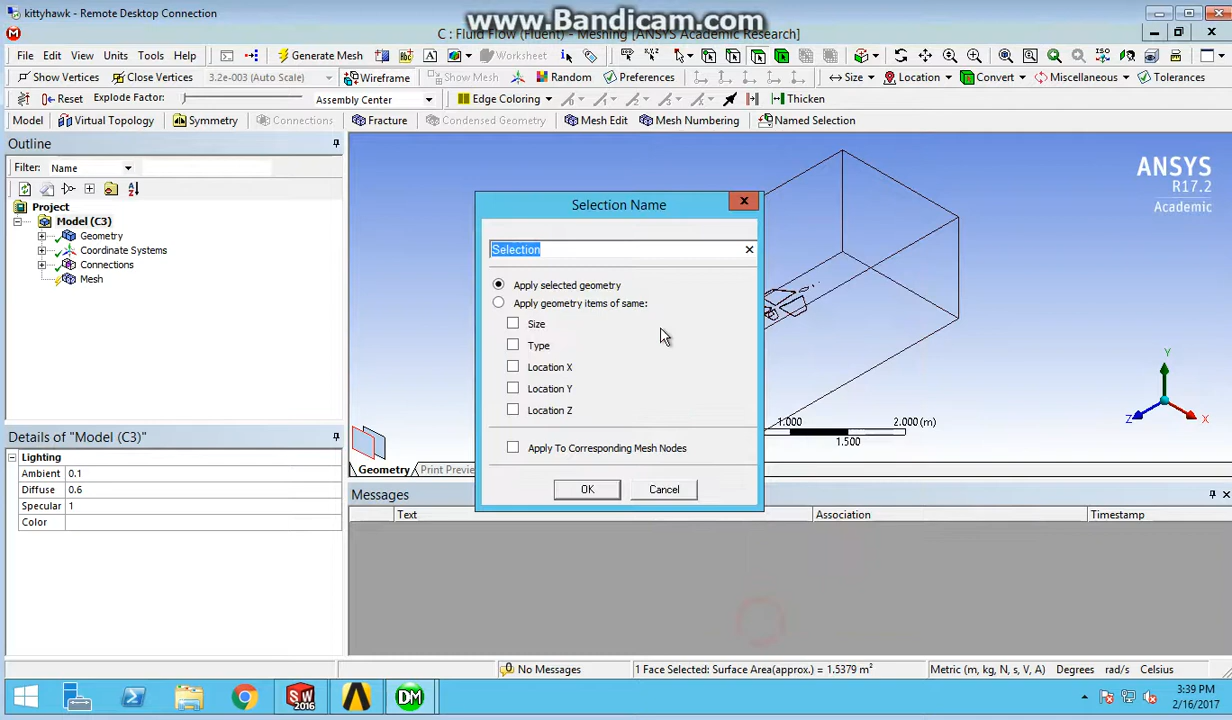 kittyhawk - Remote Desktop Connection
www.Bandicam.com
C : Fluid Flow (Fluent) - Meshing [ANSYS Academic Research]
File Edit View Units Tools Help Generate Mesh Worksheet
Show Vertices Close Vertices 3.2e-003 (Auto Scale) Wireframe Show Mesh Random Preferences Size Location Convert Miscellaneous Tolerances
Reset Explode Factor: Assembly Center Edge Coloring Thicken
Model Virtual Topology Symmetry Connections Fracture Condensed Geometry Mesh Edit Mesh Numbering Named Selection
Outline
Filter: Name
Project
Model (C3)
Geometry
Coordinate Systems
Connections
Mesh
Details of "Model (C3)"
Lighting
Ambient 0.1
Diffuse 0.6
Specular 1
Color
Selection Name
Selection
Apply selected geometry
Apply geometry items of same:
Size
Type
Location X
Location Y
Location Z
Apply To Corresponding Mesh Nodes
OK Cancel
ANSYS
R17.2
Academic
Y
Z X
1.000 2.000 (m)
1.500
Geometry Print Preview
Messages
Text Association Timestamp
0 No Messages 1 Face Selected: Surface Area(approx.) = 1.5379 m² Metric (m, kg, N, s, V, A) Degrees rad/s Celsius
SW 2016 DM
3:39 PM
2/16/2017